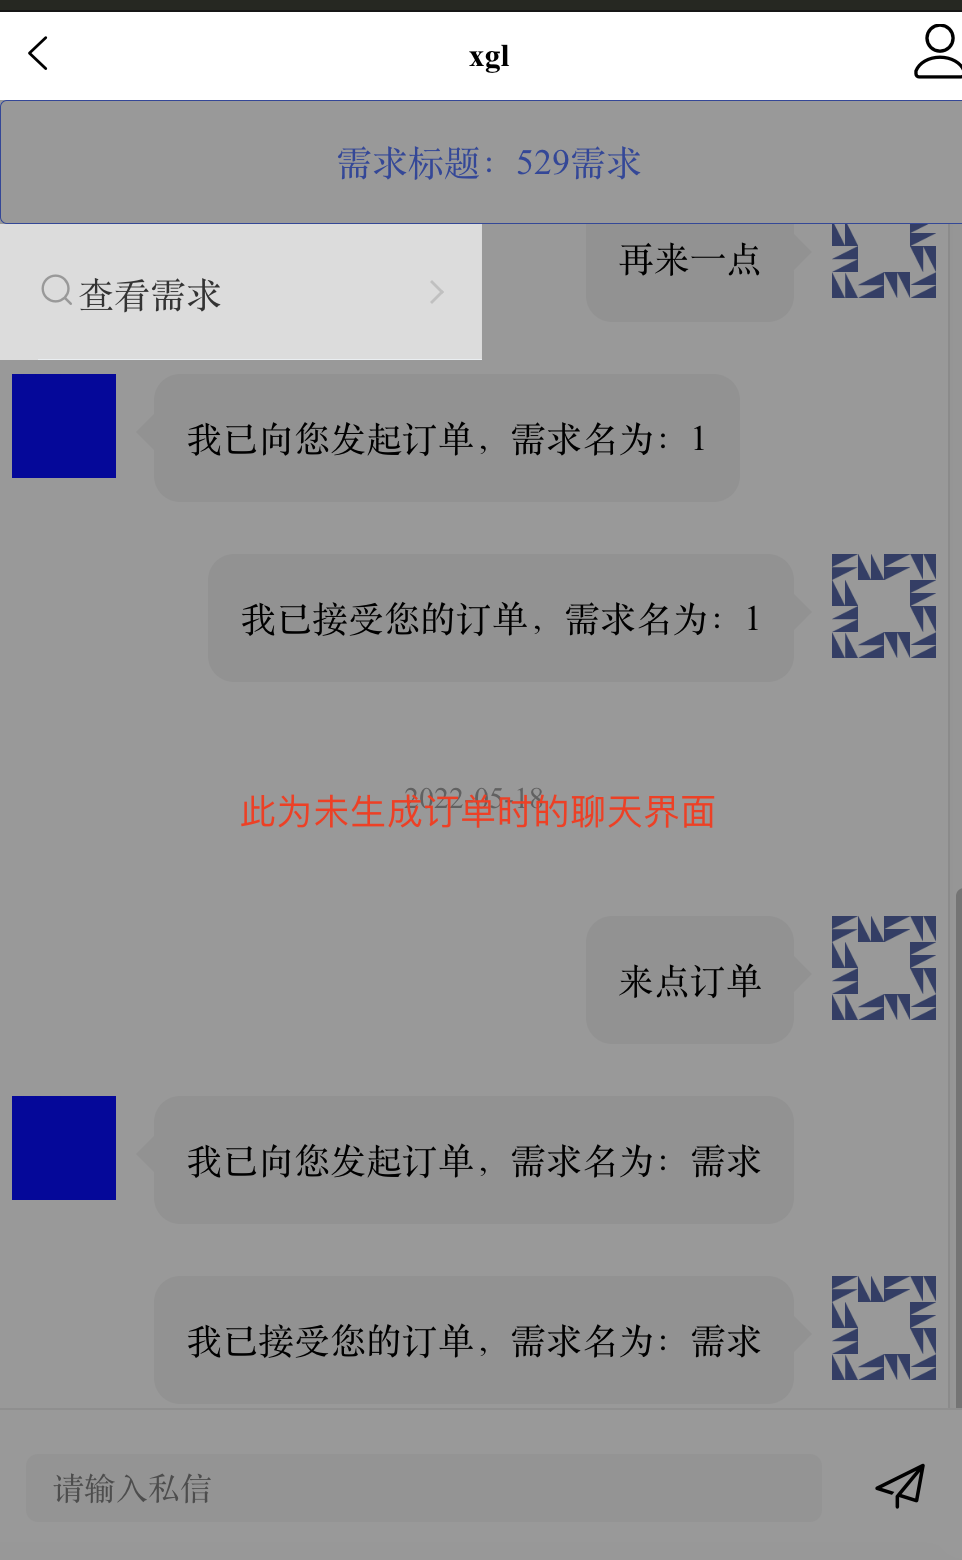 xgl
需求标题：529需求
再来一点
查看需求
我已向您发起订单，需求名为：1
我已接受您的订单，需求名为：1
2022-05-18
此为未生成订单时的聊天界面
来点订单
我已向您发起订单，需求名为：需求
我已接受您的订单，需求名为：需求
请输入私信